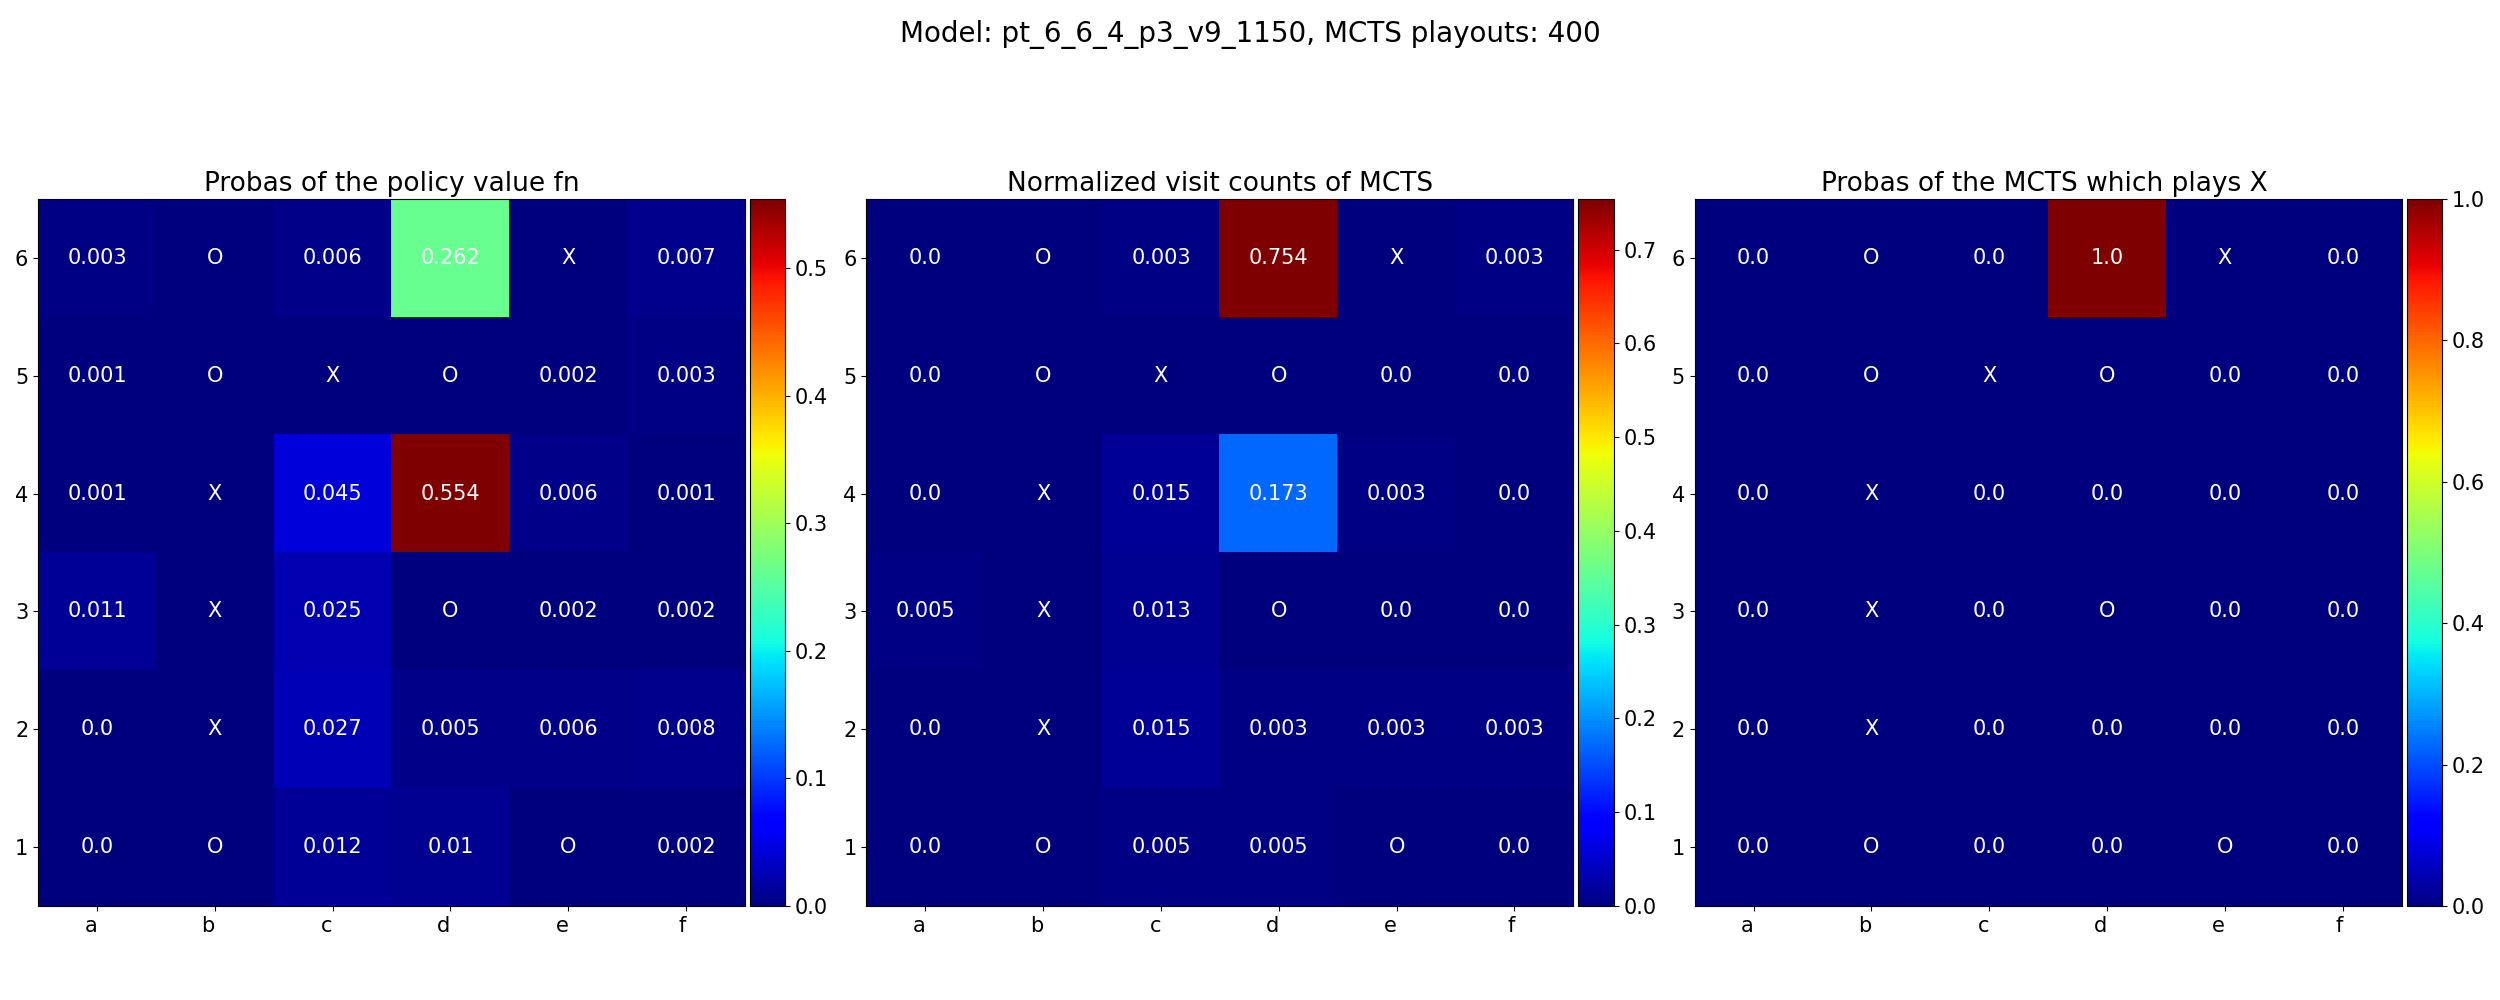 Model: pt_6_6_4_p3_v9_1150, MCTS playouts: 400
Probas of the policy value fn
6 0.003 O 0.006 0.262 X 0.007
5 0.001 O X O 0.002 0.003
4 0.001 X 0.045 0.554 0.006 0.001
3 0.011 X 0.025 O 0.002 0.002
2 0.0 X 0.027 0.005 0.006 0.008
1 0.0 O 0.012 0.01 O 0.002
a b c d e f
0.5
0.4
0.3
0.2
0.1
0.0
Normalized visit counts of MCTS
6 0.0 O 0.003 0.754 X 0.003
5 0.0 O X O 0.0 0.0
4 0.0 X 0.015 0.173 0.003 0.0
3 0.005 X 0.013 O 0.0 0.0
2 0.0 X 0.015 0.003 0.003 0.003
1 0.0 O 0.005 0.005 O 0.0
a b c d e f
0.7
0.6
0.5
0.4
0.3
0.2
0.1
0.0
Probas of the MCTS which plays X
6 0.0 O 0.0 1.0 X 0.0
5 0.0 O X O 0.0 0.0
4 0.0 X 0.0 0.0 0.0 0.0
3 0.0 X 0.0 O 0.0 0.0
2 0.0 X 0.0 0.0 0.0 0.0
1 0.0 O 0.0 0.0 O 0.0
a b c d e f
1.0
0.8
0.6
0.4
0.2
0.0